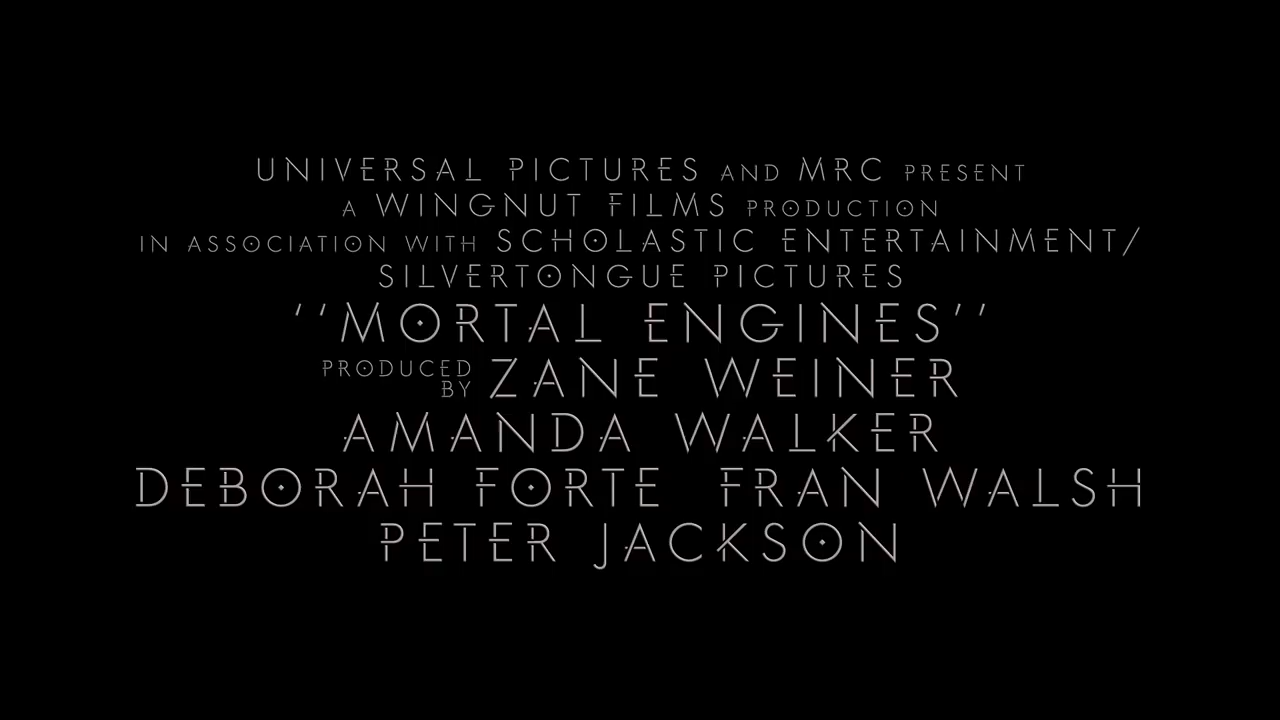 UNIVERSAL PICTURES AND MRC PRESENT
A WINGNUT FILMS PRODUCTION
IN ASSOCIATION WITH SCHOLASTIC ENTERTAINMENT/
SILVERTONGUE PICTURES
''MORTAL ENGINES''
PRODUCED BY ZANE WEINER
AMANDA WALKER
DEBORAH FORTE FRAN WALSH
PETER JACKSON